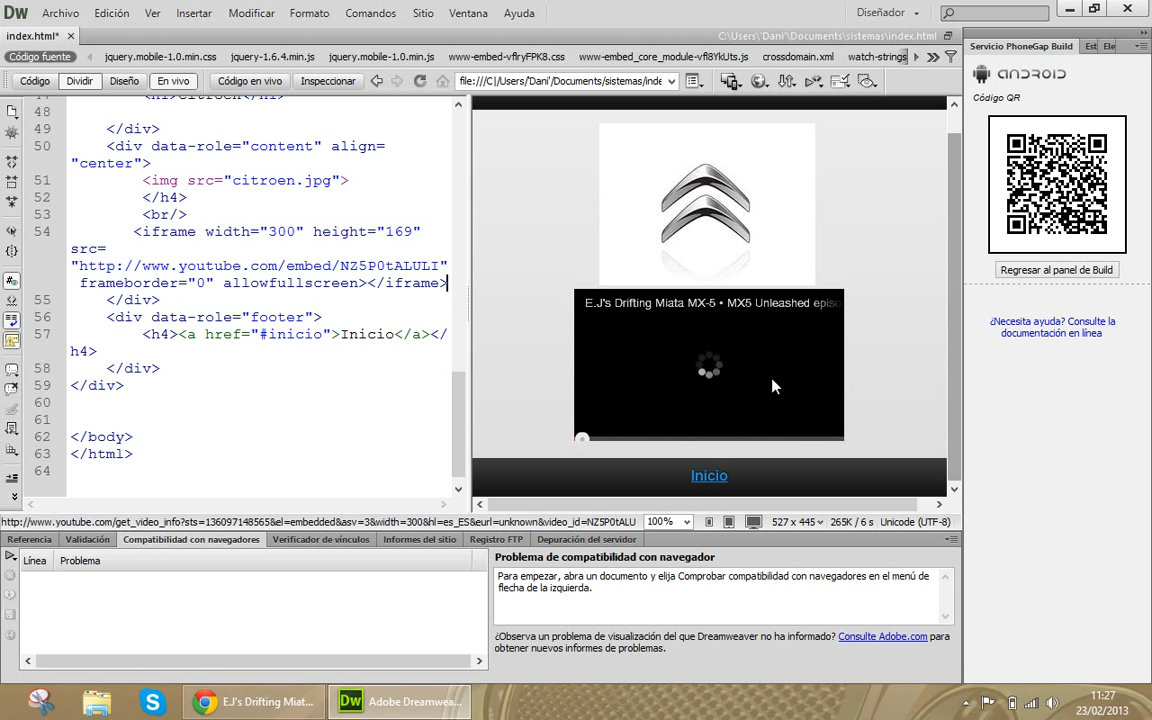 Dw Archivo Edición Ver Insertar Modificar Formato Comandos Sitio Ventana Ayuda Diseñador
index.html* × C:\Users\Dani\Documents\sistemas\index.html
Código fuente jquery.mobile-1.0.min.css jquery-1.6.4.min.js jquery.mobile-1.0.min.js www-embed-vflryFPK8.css www-embed_core_module-vfl8YkUts.js crossdomain.xml watch-strings
Código Dividir Diseño En vivo Código en vivo Inspeccionar file:///C|/Users/Dani/Documents/sistemas/inde
48
49 </div>
50 <div data-role="content" align=
"center">
51 <img src="citroen.jpg">
52 </h4>
53 <br/>
54 <iframe width="300" height="169"
src=
"http://www.youtube.com/embed/NZ5P0tALULI"
frameborder="0" allowfullscreen></iframe>
55 </div>
56 <div data-role="footer">
57 <h4><a href="#inicio">Inicio</a></
h4>
58 </div>
59 </div>
60
61
62 </body>
63 </html>
64
E.J's Drifting Miata MX-5 • MX5 Unleashed episo
Inicio
http://www.youtube.com/get_video_info?sts=136097148565&el=embedded&asv=3&width=300&hl=es_ES&eurl=unknown&video_id=NZ5P0tALU 100% 527 x 445 265K / 6 s Unicode (UTF-8)
Referencia Validación Compatibilidad con navegadores Verificador de vínculos Informes del sitio Registro FTP Depuración del servidor
Línea Problema
Problema de compatibilidad con navegador
Para empezar, abra un documento y elija Comprobar compatibilidad con navegadores en el menú de
flecha de la izquierda.
¿Observa un problema de visualización del que Dreamweaver no ha informado? Consulte Adobe.com para
obtener nuevos informes de problemas.
Servicio PhoneGap Build Est Ele
ANDROID
Código QR
Regresar al panel de Build
¿Necesita ayuda? Consulte la
documentación en línea
E.J's Drifting Miat... Dw Adobe Dreamwea...
11:27
23/02/2013